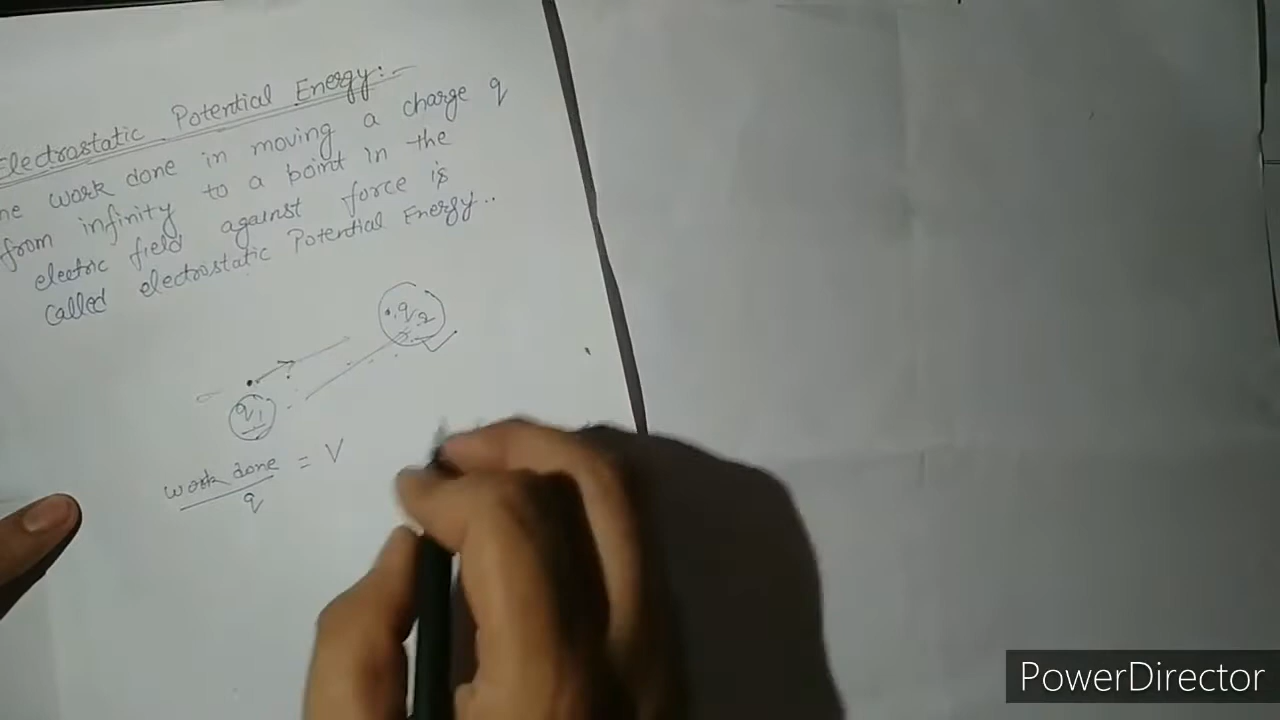 Electrostatic Potential Energy:-
he work done in moving a charge q
from infinity to a point in the
electric field against force is
called electrostatic Potential Energy..
q2
q1
work done = V
q
PowerDirector